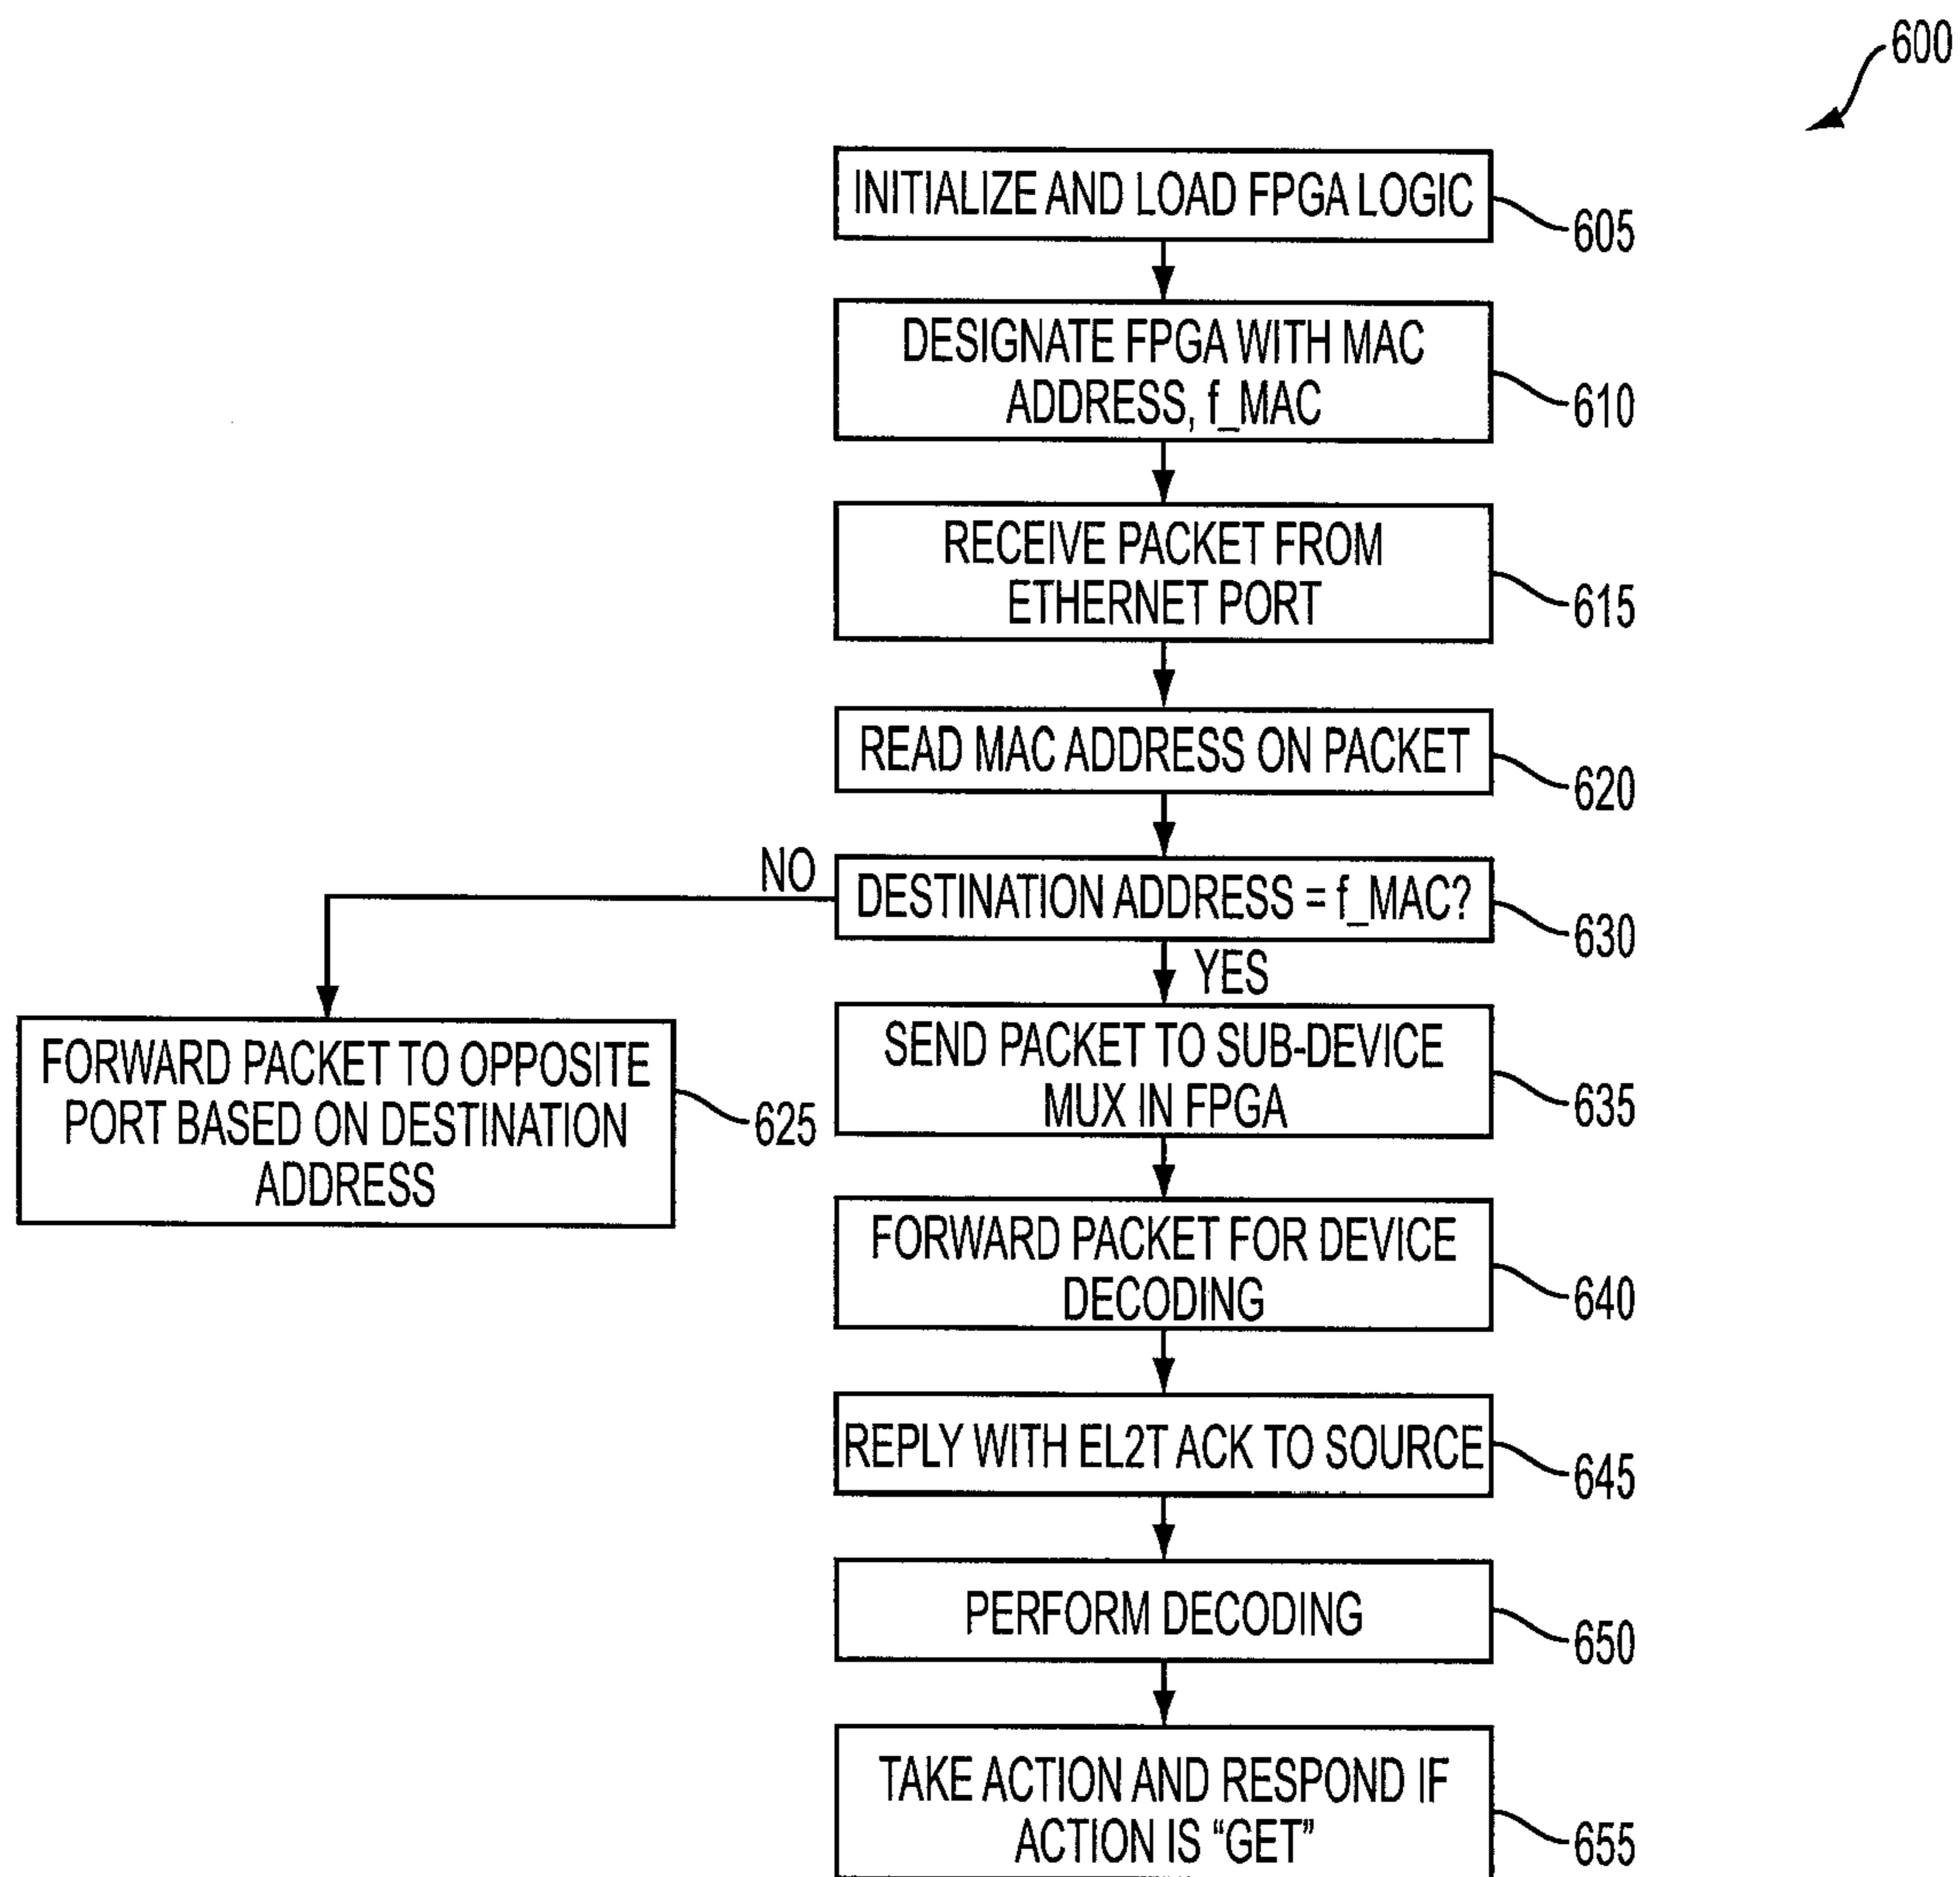 600
INITIALIZE AND LOAD FPGA LOGIC
605
DESIGNATE FPGA WITH MAC
ADDRESS, f_MAC
610
RECEIVE PACKET FROM
ETHERNET PORT
615
READ MAC ADDRESS ON PACKET
620
NO
DESTINATION ADDRESS = f_MAC?
630
YES
FORWARD PACKET TO OPPOSITE
PORT BASED ON DESTINATION
ADDRESS
625
SEND PACKET TO SUB-DEVICE
MUX IN FPGA
635
FORWARD PACKET FOR DEVICE
DECODING
640
REPLY WITH EL2T ACK TO SOURCE
645
PERFORM DECODING
650
TAKE ACTION AND RESPOND IF
ACTION IS “GET”
655